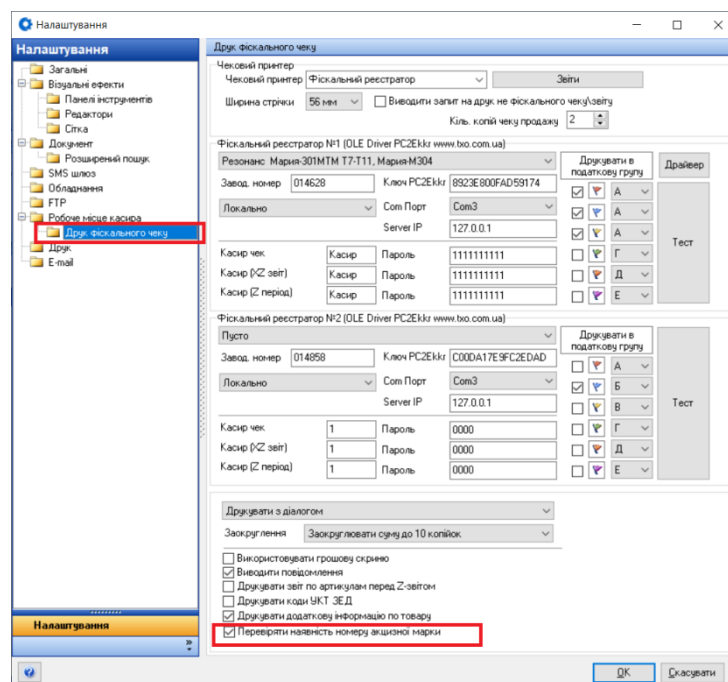 Налаштування
Налаштування
Загальні
Візуальні ефекти
Панелі інструментів
Редактори
Сітка
Документ
Розширений пошук
SMS шлюз
Обладнання
FTP
Робоче місце касира
Друк фіскального чеку
Друк
E-mail
Налаштування
Друк фіскального чеку
Чековий принтер
Чековий принтер Фіскальний реєстратор Звіти
Ширина стрічки 56 мм Виводити запит на друк не фіскального чеку\звіту
Кіль. копій чеку продажу 2
Фіскальний реєстратор №1 (OLE Driver PC2Ekkr www.txo.com.ua)
Резонанс Мария-301МТМ Т7-Т11, Мария-М304 Друкувати в податкову групу Драйвер
Завод. номер 014628 Ключ PC2Ekkr 8923E800FAD59174 А
Локально Com Порт Com3 А
Server IP 127.0.0.1 А Тест
Касир чек Касир Пароль 1111111111 Г
Касир (XZ звіт) Касир Пароль 1111111111 Д
Касир (Z період) Касир Пароль 1111111111 Е
Фіскальний реєстратор №2 (OLE Driver PC2Ekkr www.txo.com.ua)
Пусто Друкувати в податкову групу
Завод. номер 014858 Ключ PC2Ekkr C00DA17E9FC2EDAD А
Локально Com Порт Com3 Б
Server IP 127.0.0.1 В Тест
Касир чек 1 Пароль 0000 Г
Касир (XZ звіт) 1 Пароль 0000 Д
Касир (Z період) 1 Пароль 0000 Е
Друкувати з діалогом
Заокруглення Заокруглювати суму до 10 копійок
Використовувати грошову скриню
Виводити повідомлення
Друкувати звіт по артикулам перед Z-звітом
Друкувати коди УКТ ЗЕД
Друкувати додаткову інформацію по товару
Перевіряти наявність номеру акцизної марки
OK Скасувати